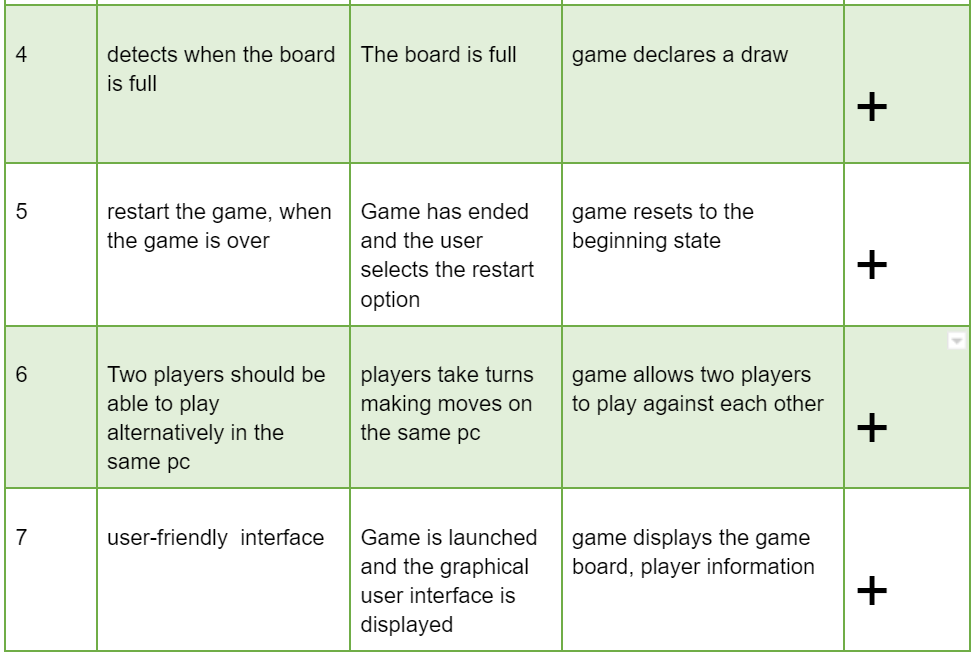 4
detects when the board
is full
The board is full
game declares a draw
+
5
restart the game, when
the game is over
Game has ended
and the user
selects the restart
option
game resets to the
beginning state
+
6
Two players should be
able to play
alternatively in the
same pc
players take turns
making moves on
the same pc
game allows two players
to play against each other
+
7
user-friendly  interface
Game is launched
and the graphical
user interface is
displayed
game displays the game
board, player information
+